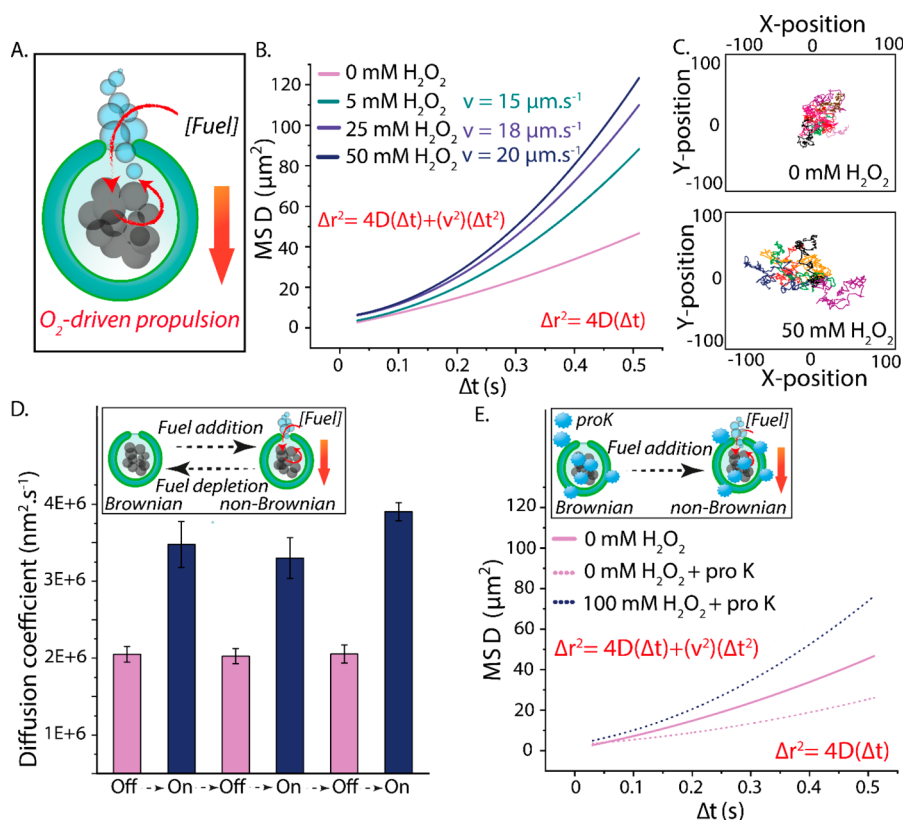 A.
[Fuel]
O₂-driven propulsion
B.
0 mM H₂O₂
5 mM H₂O₂ v = 15 µm.s⁻¹
25 mM H₂O₂ v = 18 µm.s⁻¹
50 mM H₂O₂ v = 20 µm.s⁻¹
Δr²= 4D(Δt)+(v²)(Δt²)
Δr²= 4D(Δt)
MSD (µm²)
120
100
80
60
40
20
0
0 0.1 0.2 0.3 0.4 0.5
Δt (s)
C.
X-position
-100 0 100
Y-position
100
0
-100
0 mM H₂O₂
Y-position
100
0
-100
50 mM H₂O₂
-100 0 100
X-position
D.
Fuel addition
[Fuel]
Fuel depletion
Brownian
non-Brownian
Diffusion coefficient (nm².s⁻¹)
4E+6
3E+6
2E+6
1E+6
Off On Off On Off On
E.
proK
[Fuel]
Fuel addition
Brownian
non-Brownian
0 mM H₂O₂
0 mM H₂O₂ + pro K
100 mM H₂O₂ + pro K
Δr²= 4D(Δt)+(v²)(Δt²)
Δr²= 4D(Δt)
MSD (µm²)
120
100
80
60
40
20
0
0 0.1 0.2 0.3 0.4 0.5
Δt (s)